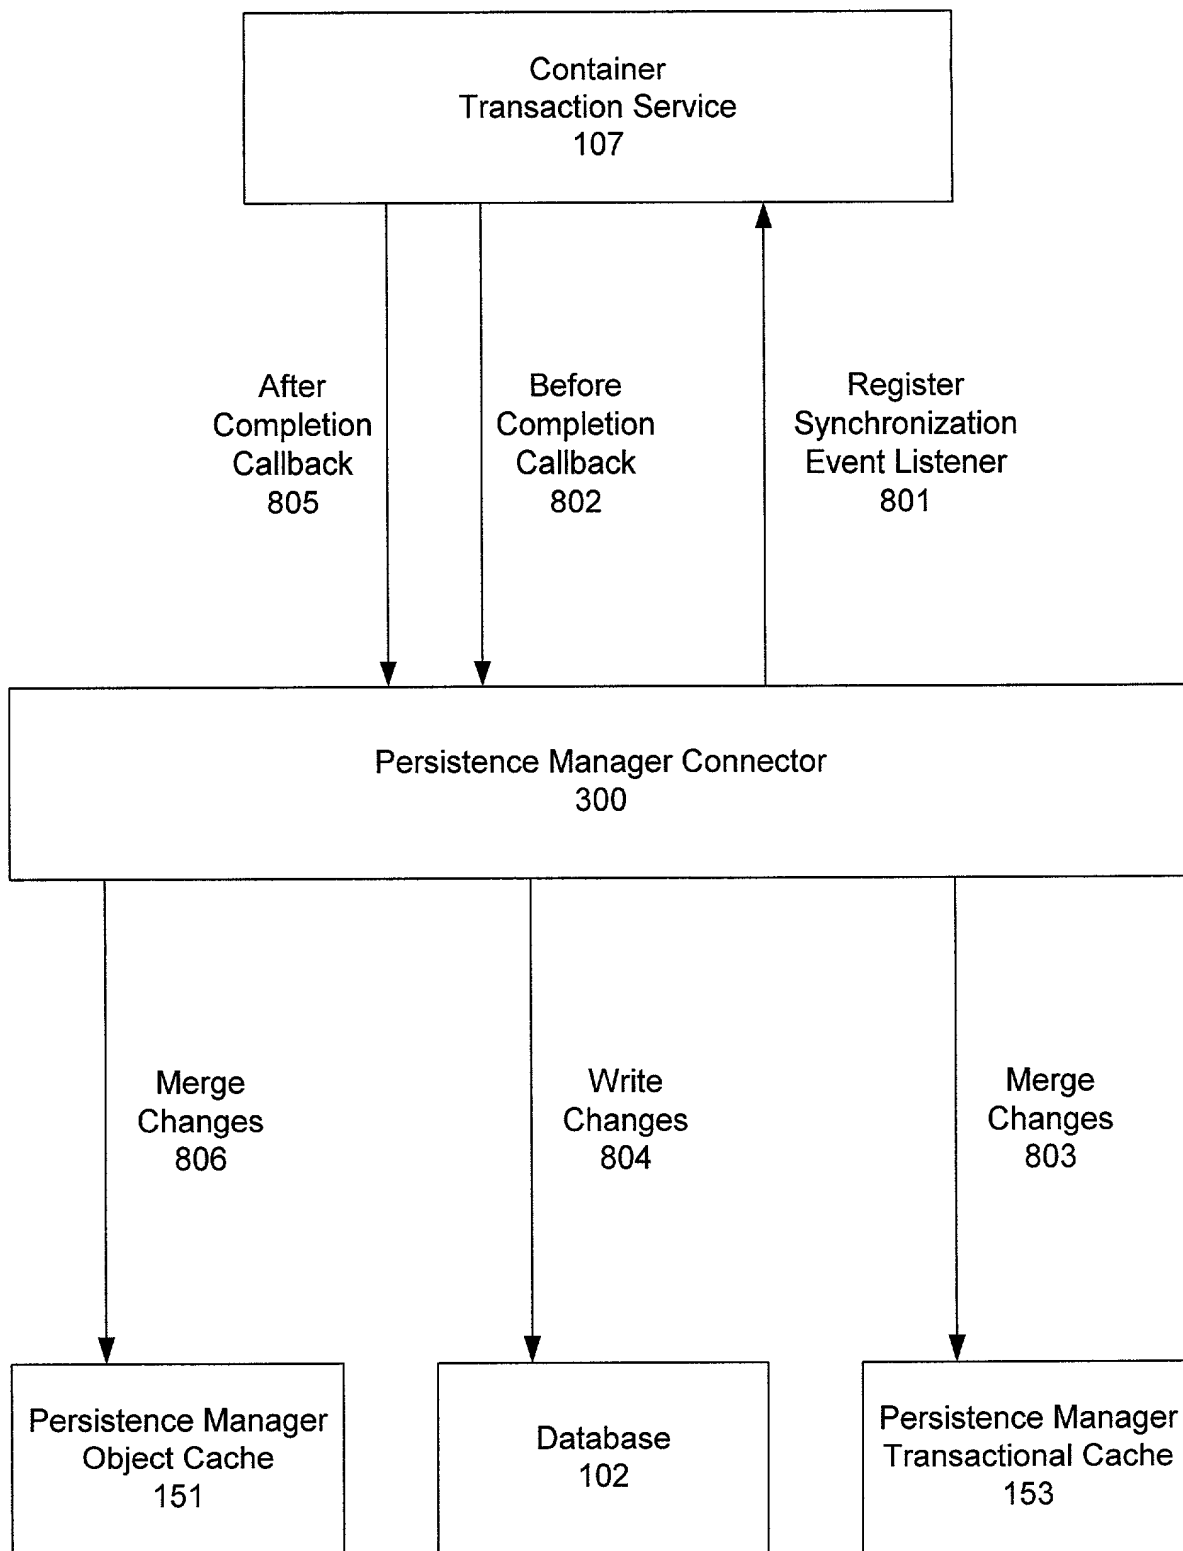 Container
Transaction Service
107
After
Completion
Callback
805
Before
Completion
Callback
802
Register
Synchronization
Event Listener
801
Persistence Manager Connector
300
Merge
Changes
806
Write
Changes
804
Merge
Changes
803
Persistence Manager
Object Cache
151
Database
102
Persistence Manager
Transactional Cache
153